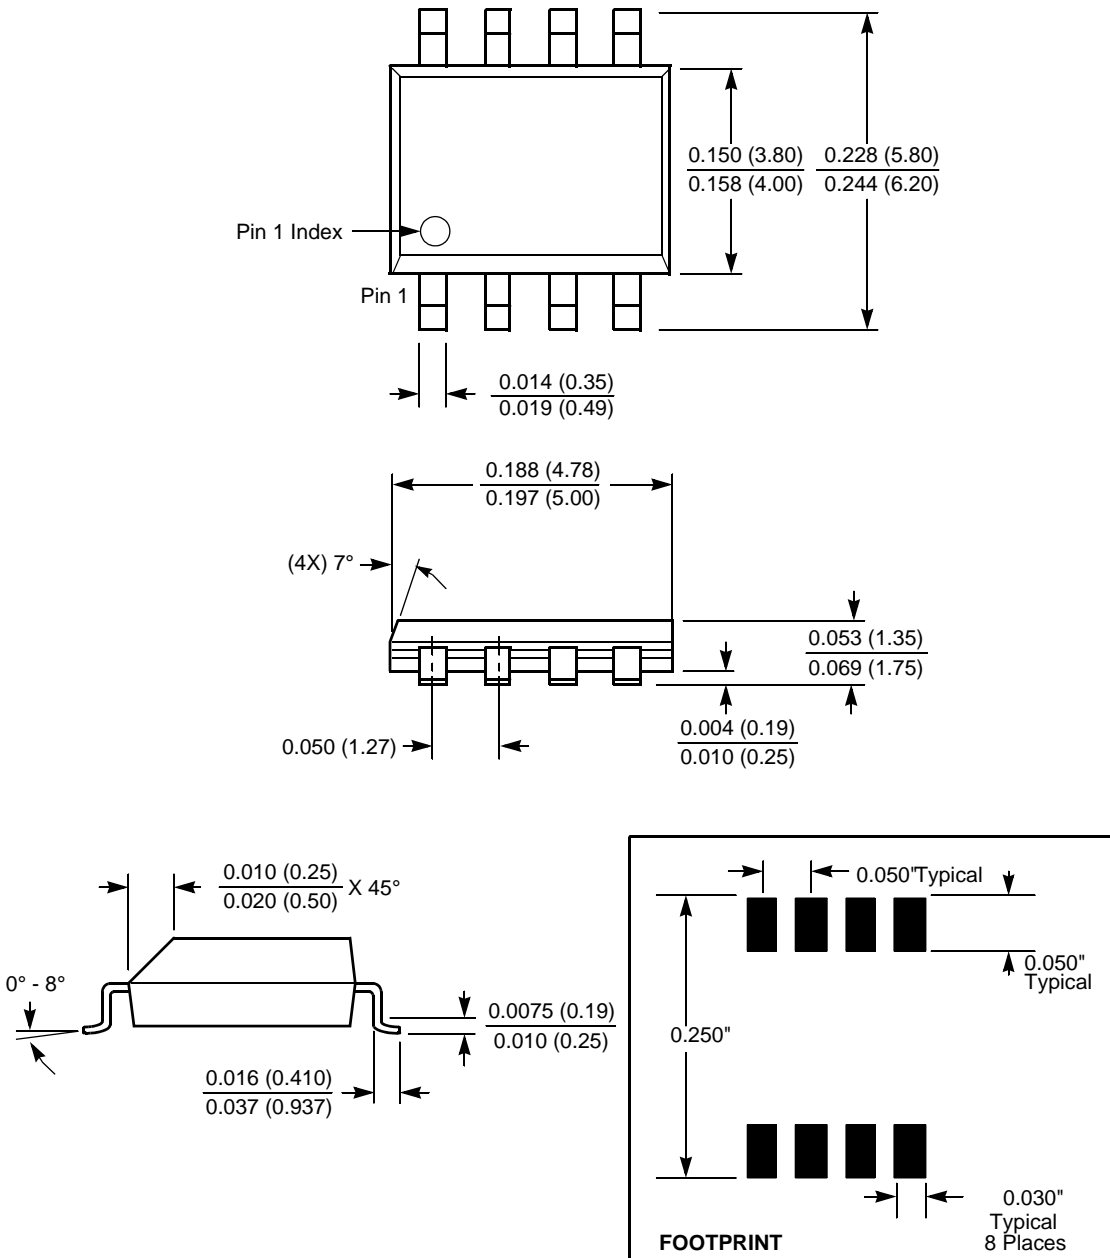 0.150 (3.80)
0.158 (4.00)
0.228 (5.80)
0.244 (6.20)
Pin 1 Index
Pin 1
0.014 (0.35)
0.019 (0.49)
0.188 (4.78)
0.197 (5.00)
(4X) 7°
0.053 (1.35)
0.069 (1.75)
0.004 (0.19)
0.010 (0.25)
0.050 (1.27)
0.010 (0.25)
0.020 (0.50)
X 45°
0° - 8°
0.0075 (0.19)
0.010 (0.25)
0.016 (0.410)
0.037 (0.937)
0.050"Typical
0.050"
Typical
0.250"
0.030"
Typical
8 Places
FOOTPRINT